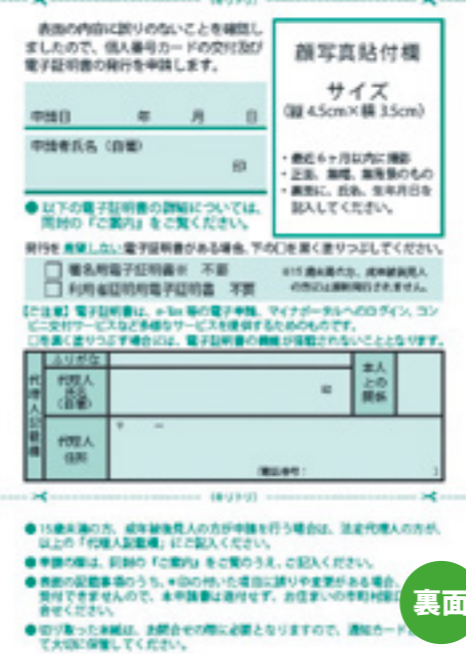 (キリトリ)
表面の内容に誤りのないことを確認し
ましたので、個人番号カードの交付及び
電子証明書の発行を申請します。
申請日 年 月 日
申請者氏名(自署)
印
顔写真貼付欄
サイズ
(縦 4.5cm×横 3.5cm)
・最近6ヶ月以内に撮影
・正面、無帽、無背景のもの
・裏面に、氏名、生年月日を
記入してください。
●以下の電子証明書の詳細については、
同封の『ご案内』をご覧ください。
発行を希望しない電子証明書がある場合、下の□を黒く塗りつぶしてください。
□ 署名用電子証明書※ 不要
□ 利用者証明用電子証明書 不要
※15歳未満の方、成年被後見人
の方には原則発行されません。
【ご注意】電子証明書は、e-Tax 等の電子申請、マイナポータルへのログイン、コン
ビニ交付サービスなど多様なサービスを提供するためのものです。
□を黒く塗りつぶす場合には、電子証明書の機能が搭載されないこととなります。
代理人記載欄
ふりがな
代理人
氏名
(自署)
印
本人
との
関係
代理人
住所
〒 －
(電話番号: )
(キリトリ)
●15歳未満の方、成年被後見人の方が申請を行う場合は、法定代理人の方が、
以上の「代理人記載欄」にご記入ください。
●申請の際は、同封の『ご案内』をご覧のうえ、ご記入ください。
●表面の記載事項のうち、＊印の付いた項目に誤りや変更がある場合、
受付できませんので、本申請書は送付せず、お住まいの市町村
合せください。
●切り取った本紙は、お問合せの際に必要となりますので、通知カード
て大切に保管してください。
裏面